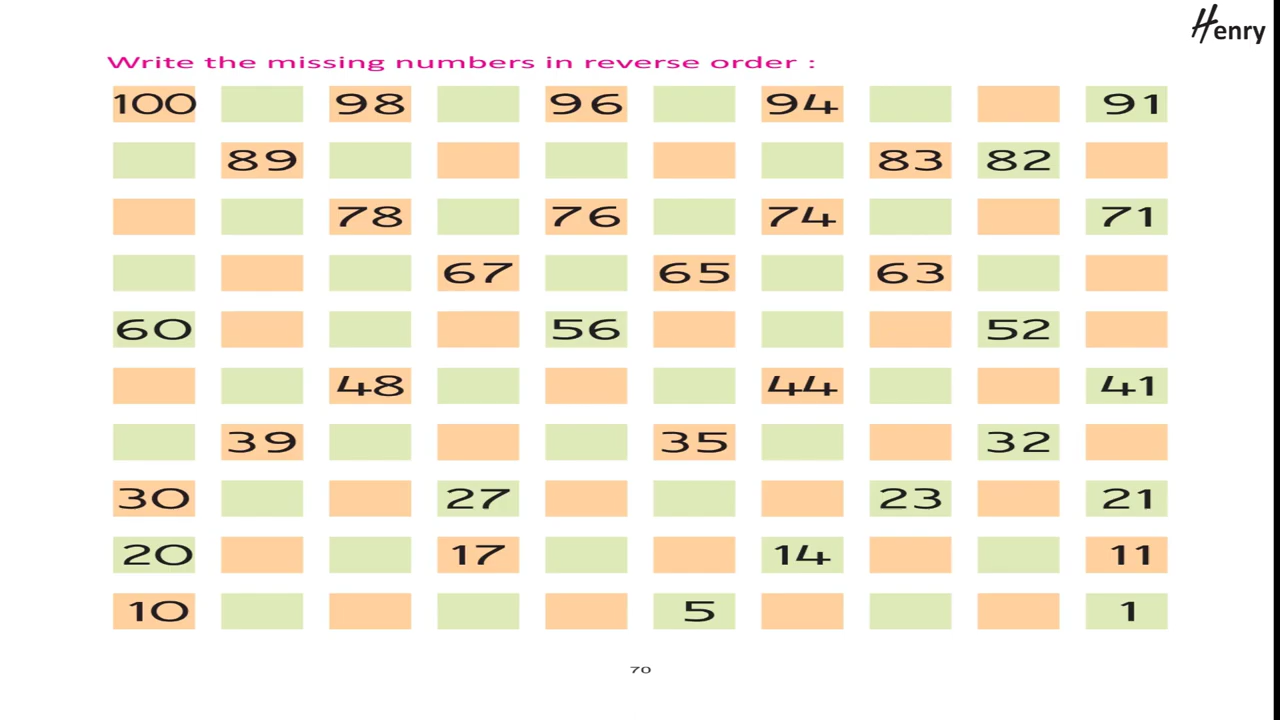 Henry
Write the missing numbers in reverse order :
100 98 96 94 91
89 83 82
78 76 74 71
67 65 63
60 56 52
48 44 41
39 35 32
30 27 23 21
20 17 14 11
10 5 1
70